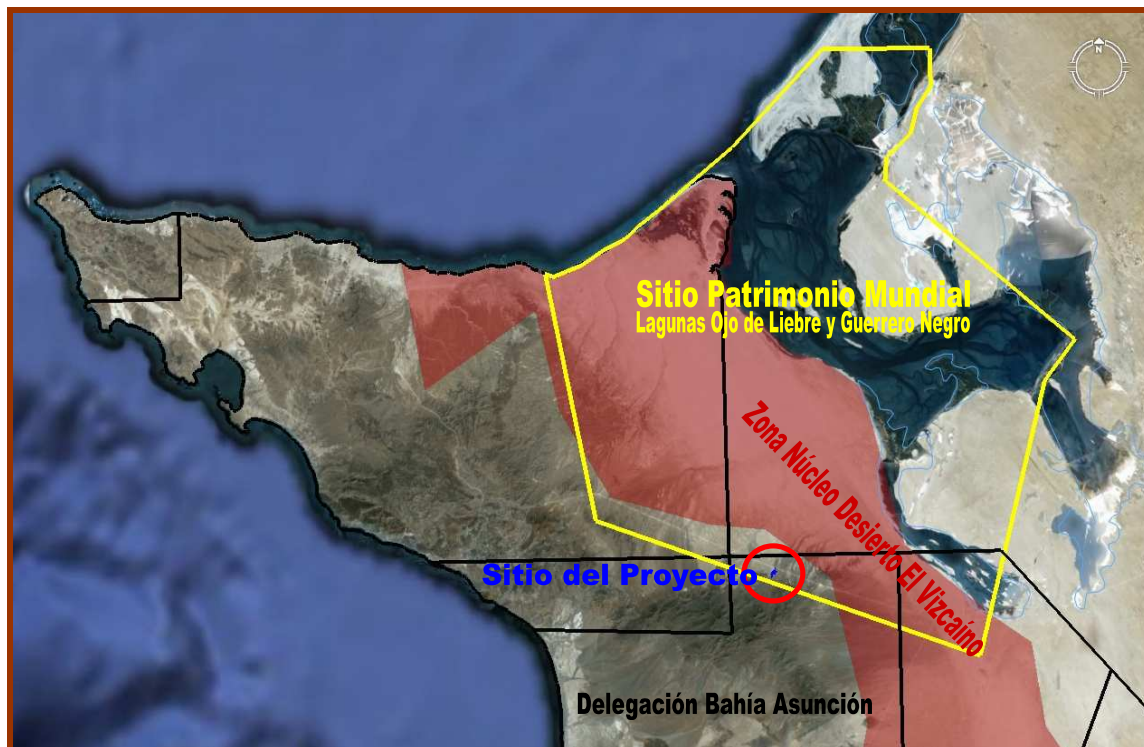 N
Sitio Patrimonio Mundial
Lagunas Ojo de Liebre y Guerrero Negro
Zona Núcleo Desierto El Vizcaíno
Sitio del Proyecto
Delegación Bahía Asunción